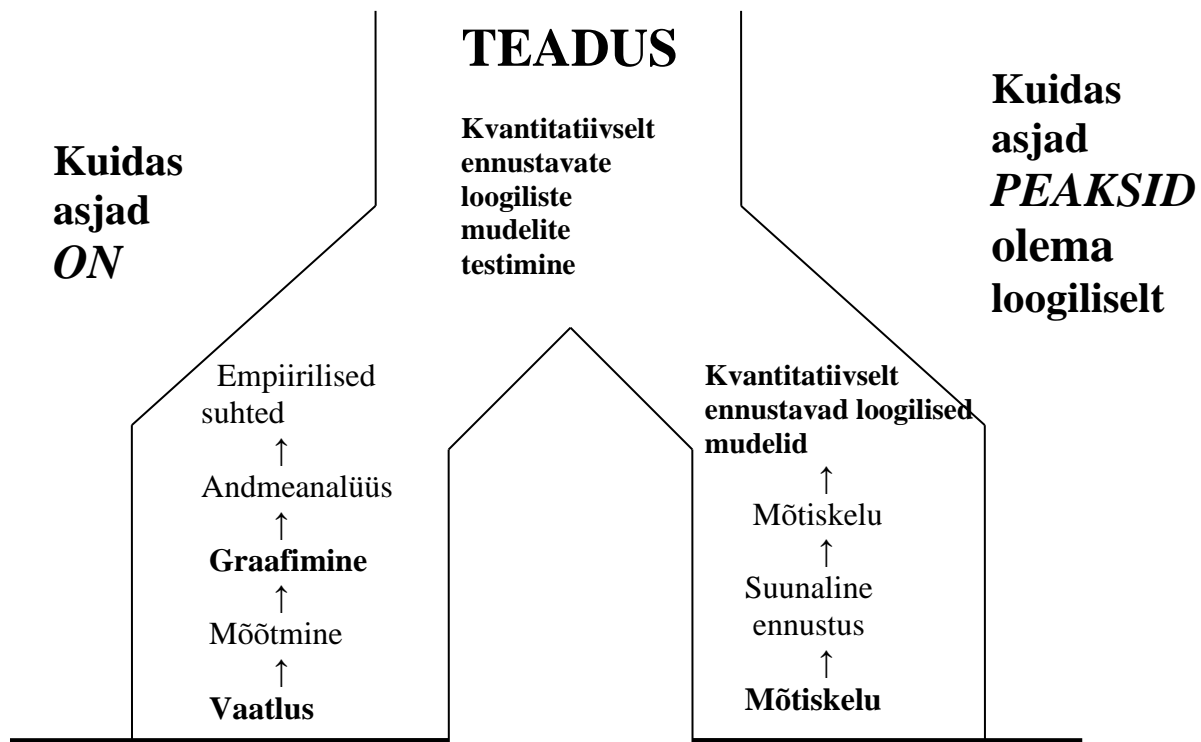 TEADUS
Kvantitatiivselt
ennustavate
loogiliste
mudelite
testimine
Kuidas
asjad
ON
Kuidas
asjad
PEAKSID
olema
loogiliselt
Empiirilised
suhted
↑
Andmeanalüüs
↑
Graafimine
↑
Mõõtmine
↑
Vaatlus
Kvantitatiivselt
ennustavad loogilised
mudelid
↑
Mõtiskelu
↑
Suunaline
ennustus
↑
Mõtiskelu